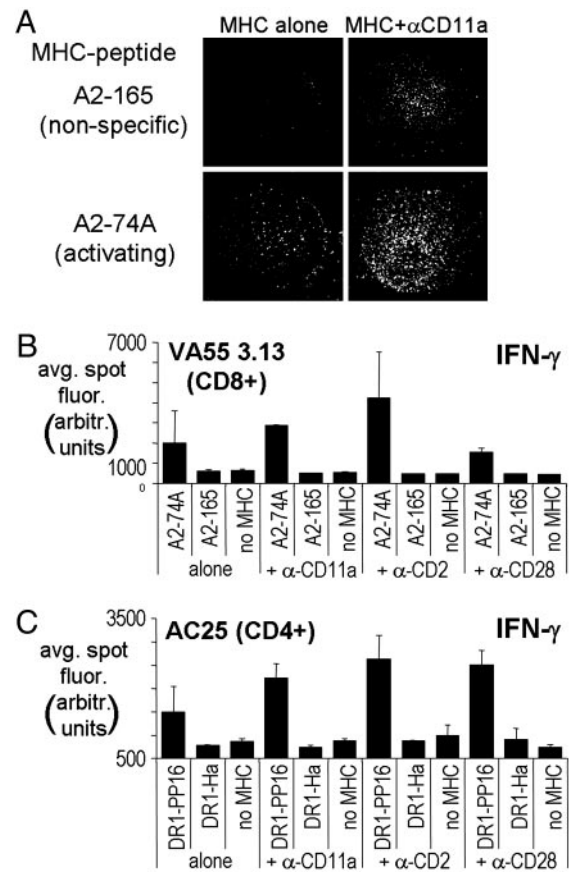 A
MHC alone
MHC+αCD11a
MHC-peptide
A2-165
(non-specific)
A2-74A
(activating)
B
7000
VA55 3.13
(CD8+)
IFN-γ
avg. spot
fluor.
(arbitr.
units)
1000
0
A2-74A
A2-165
no MHC
A2-74A
A2-165
no MHC
A2-74A
A2-165
no MHC
A2-74A
A2-165
no MHC
alone
+ α-CD11a
+ α-CD2
+ α-CD28
C
3500
AC25 (CD4+)
IFN-γ
avg. spot
fluor.
(arbitr.
units)
500
DR1-PP16
DR1-Ha
no MHC
DR1-PP16
DR1-Ha
no MHC
DR1-PP16
DR1-Ha
no MHC
DR1-PP16
DR1-Ha
no MHC
alone
+ α-CD11a
+ α-CD2
+ α-CD28